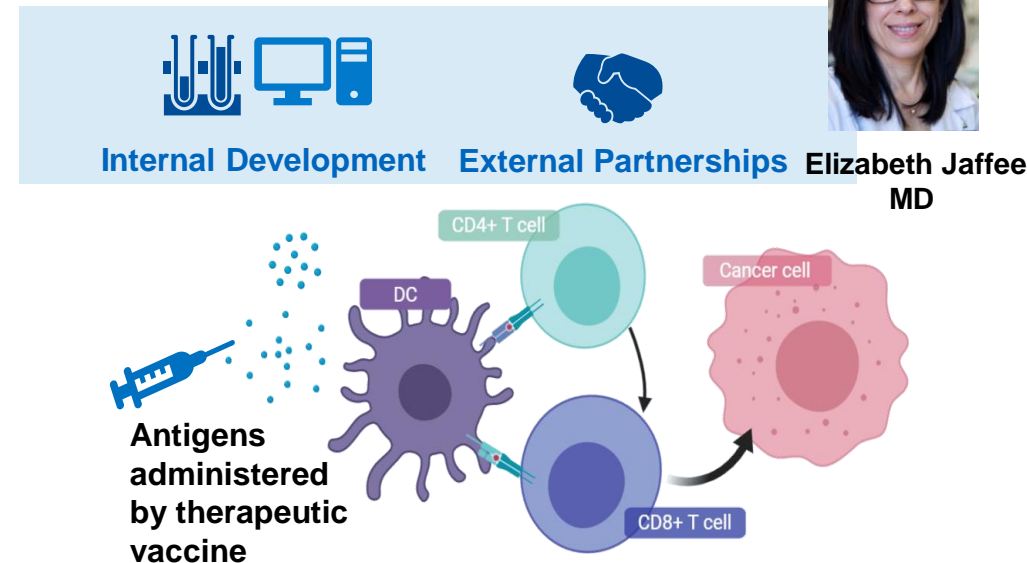 Internal Development
External Partnerships
Elizabeth Jaffee
MD
CD4+ T cell
DC
Cancer cell
Antigens
administered
by therapeutic
vaccine
CD8+ T cell